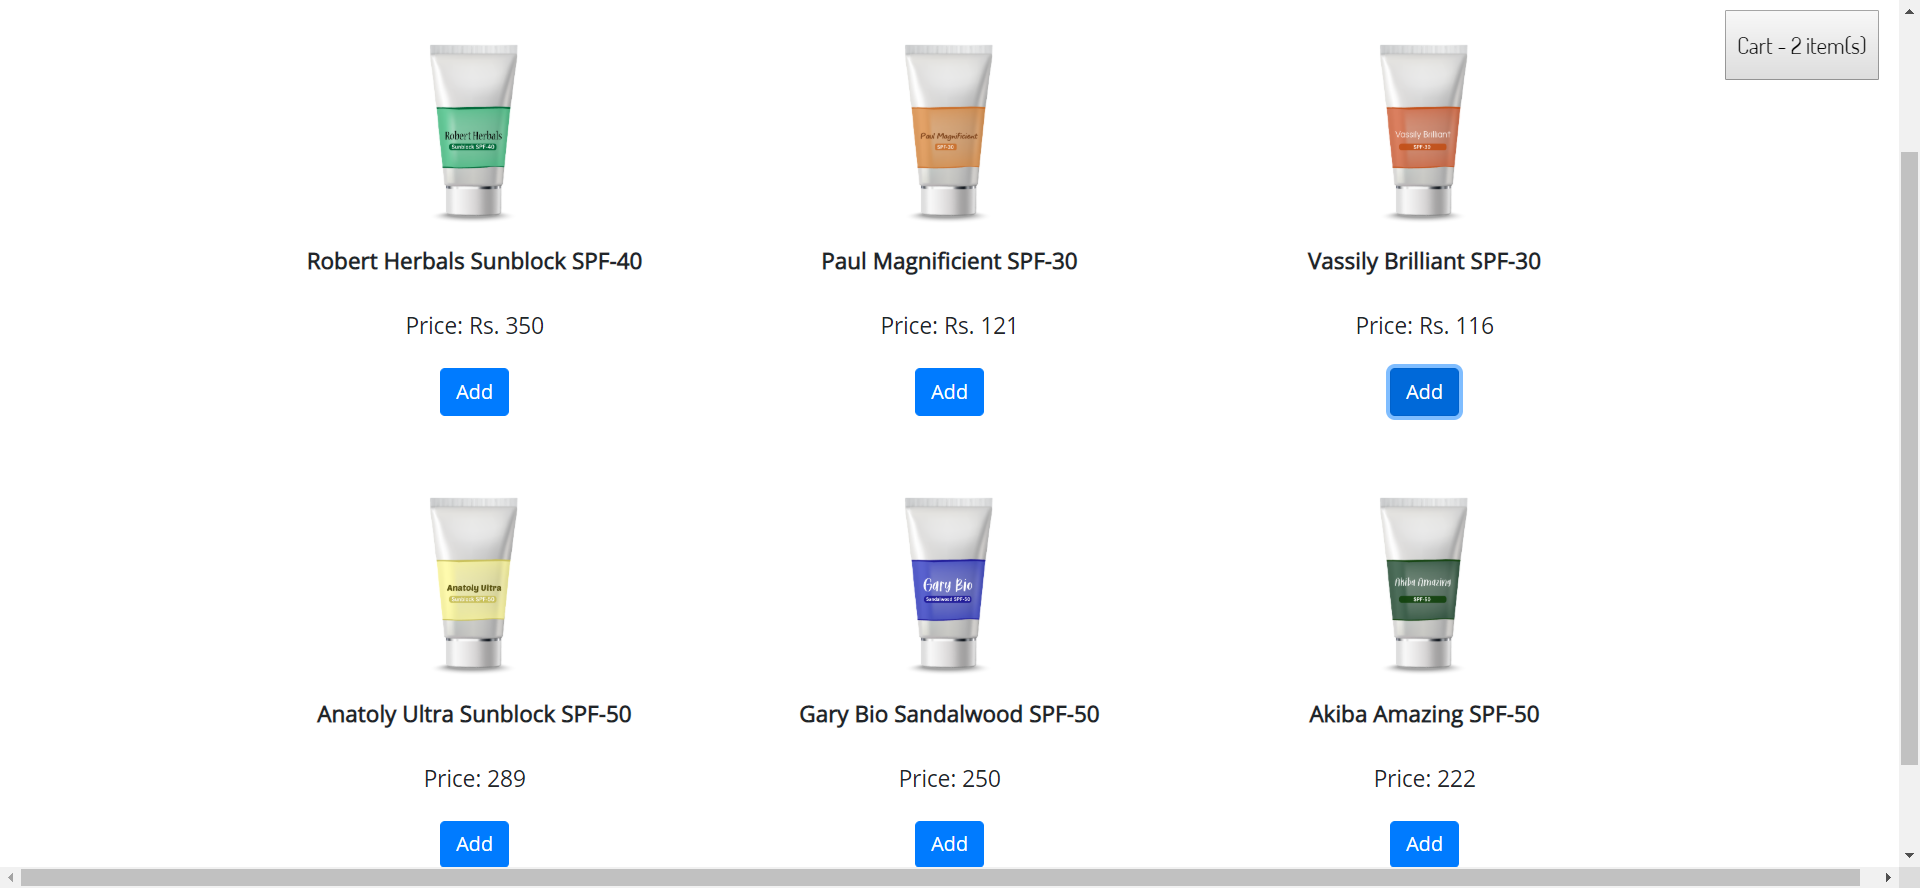 Cart - 2 item(s)
Robert Herbals
Sunblock SPF-40
Paul Magnificient
SPF-30
Vassily Brilliant
SPF-30
Robert Herbals Sunblock SPF-40
Paul Magnificient SPF-30
Vassily Brilliant SPF-30
Price: Rs. 350
Price: Rs. 121
Price: Rs. 116
Add
Add
Add
Anatoly Ultra
Sunblock SPF-50
Gary Bio
Sandalwood SPF-50
Akiba Amazing
SPF-50
Anatoly Ultra Sunblock SPF-50
Gary Bio Sandalwood SPF-50
Akiba Amazing SPF-50
Price: 289
Price: 250
Price: 222
Add
Add
Add